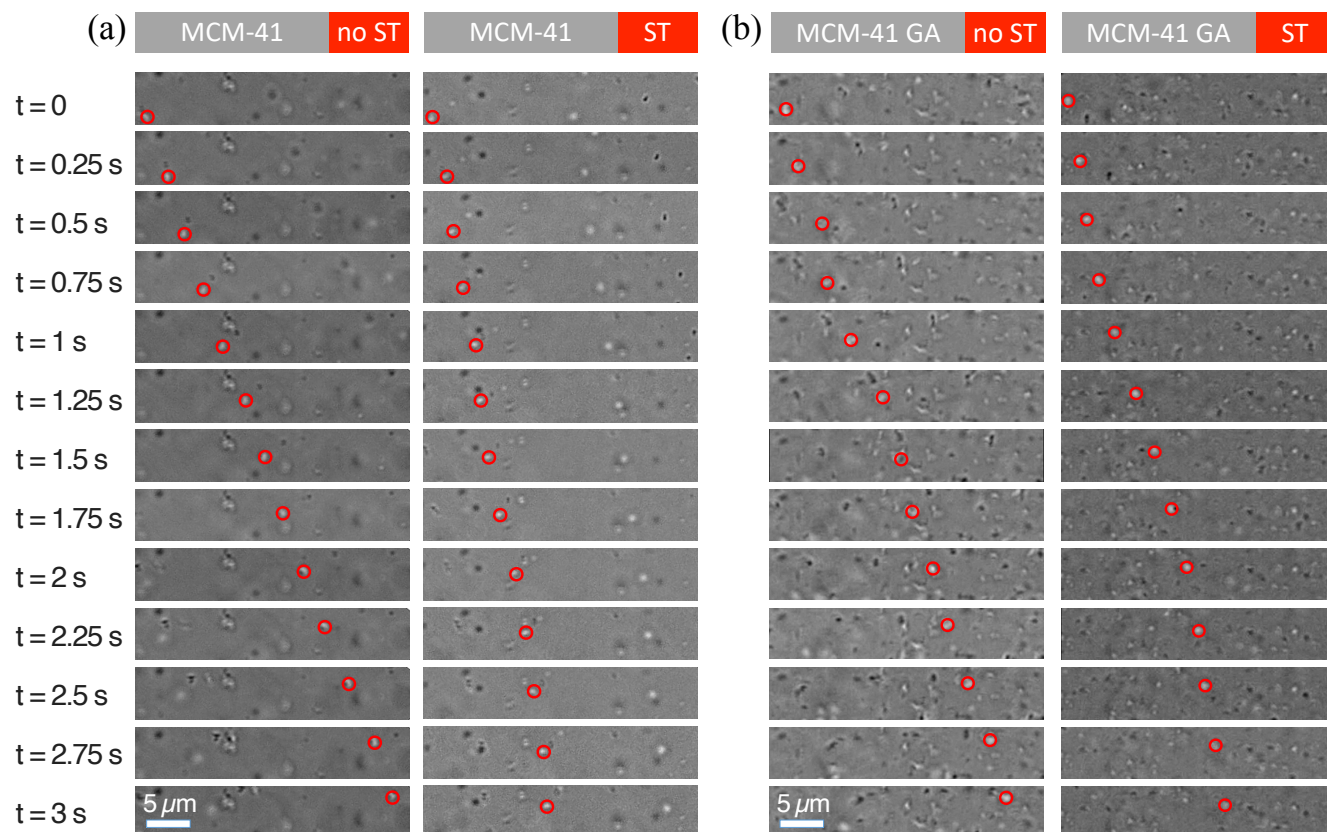 (a) MCM-41 no ST MCM-41 ST (b) MCM-41 GA no ST MCM-41 GA ST
t = 0
t = 0.25 s
t = 0.5 s
t = 0.75 s
t = 1 s
t = 1.25 s
t = 1.5 s
t = 1.75 s
t = 2 s
t = 2.25 s
t = 2.5 s
t = 2.75 s
t = 3 s
5 μm 5 μm